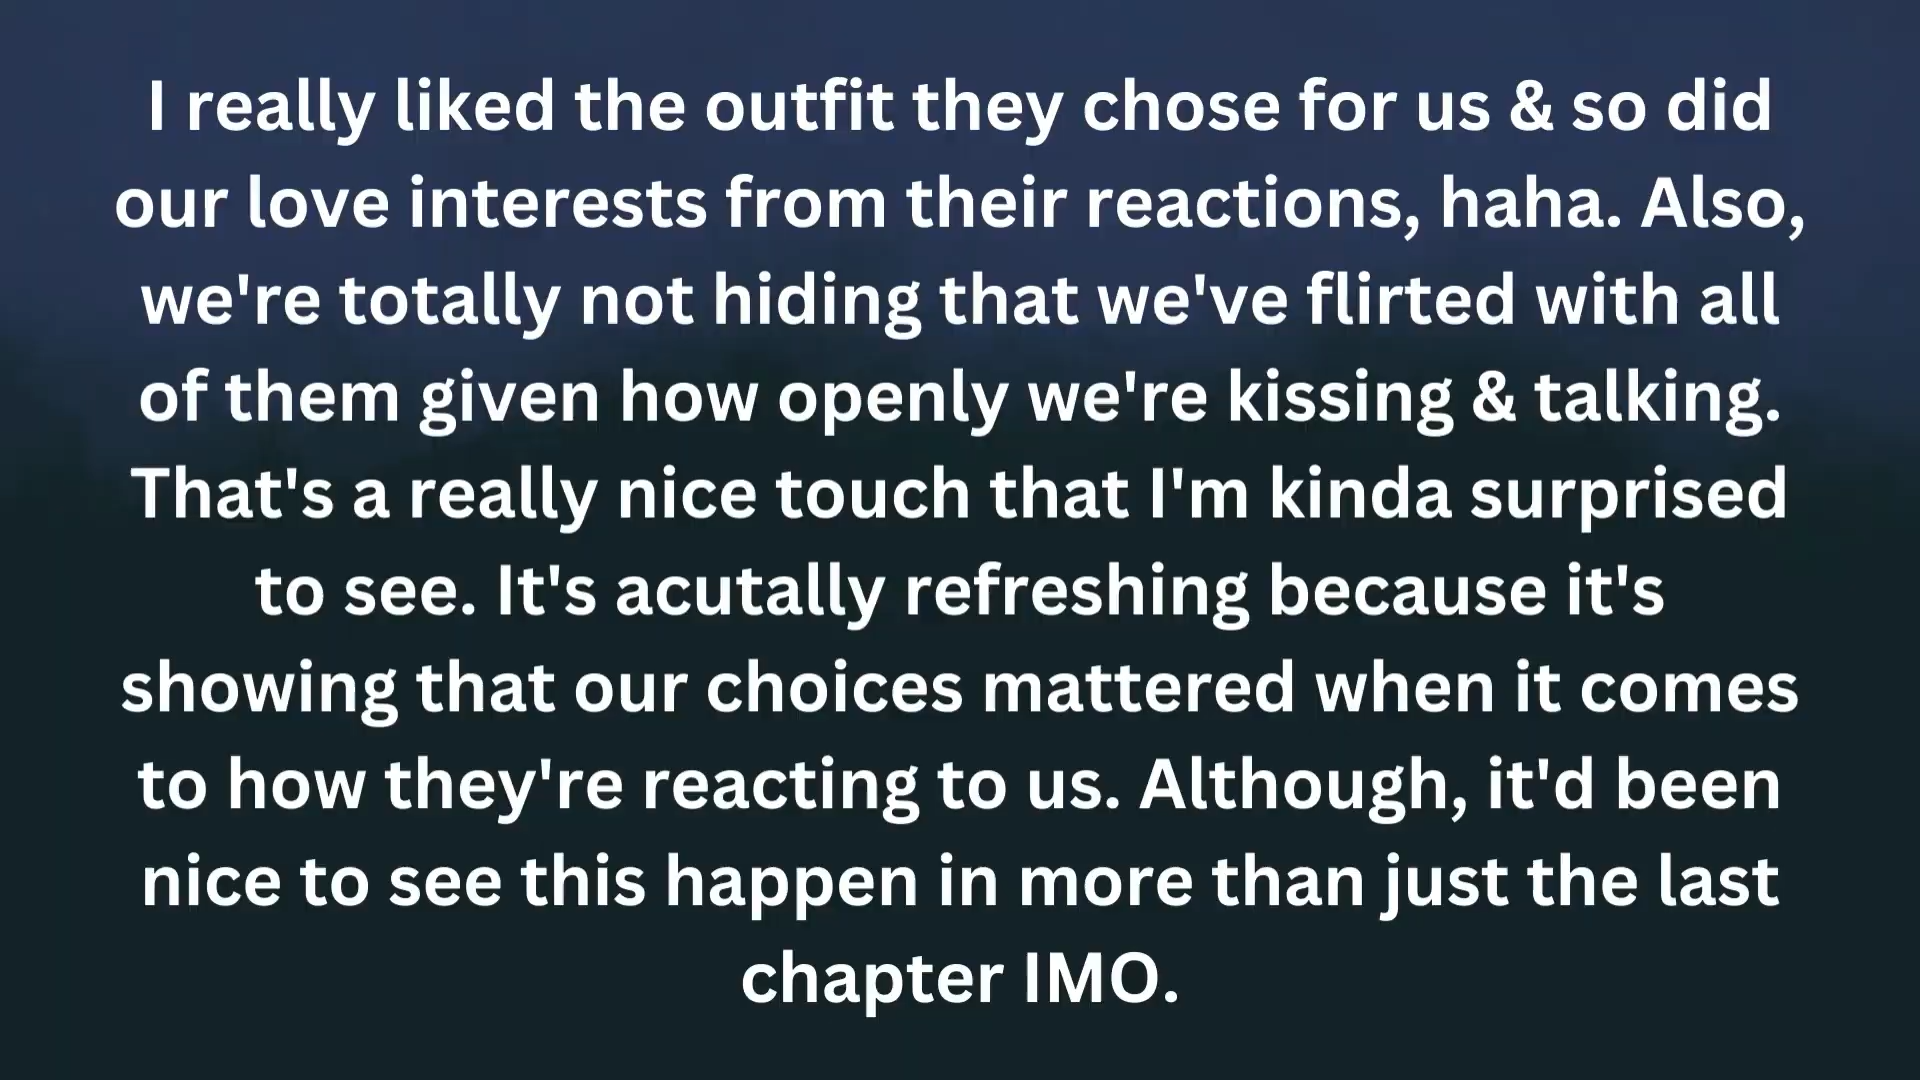 I really liked the outfit they chose for us & so did
our love interests from their reactions, haha. Also,
we're totally not hiding that we've flirted with all
of them given how openly we're kissing & talking.
That's a really nice touch that I'm kinda surprised
to see. It's acutally refreshing because it's
showing that our choices mattered when it comes
to how they're reacting to us. Although, it'd been
nice to see this happen in more than just the last
chapter IMO.